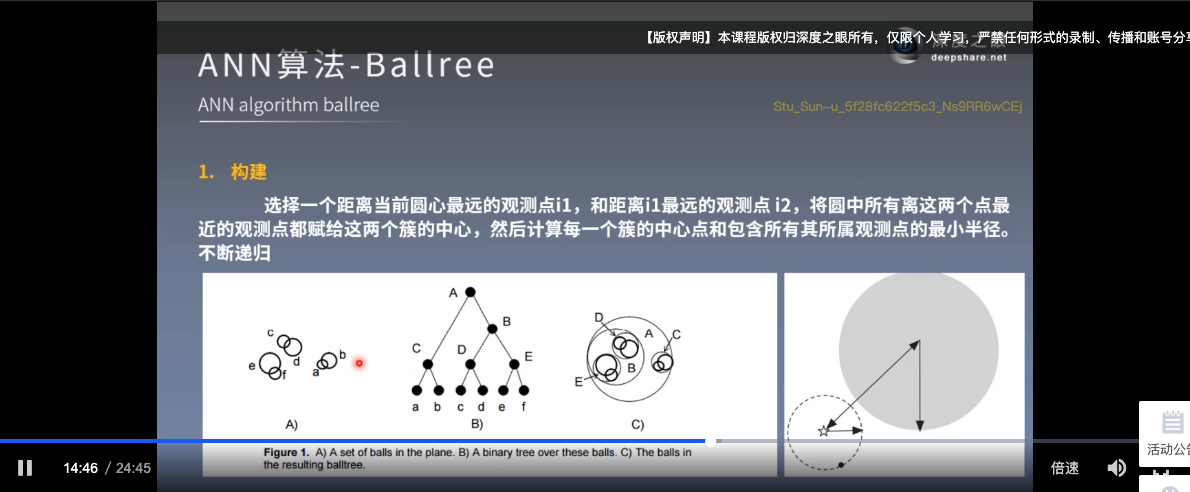 【版权声明】本课程版权归深度之眼所有，仅限个人学习，严禁任何形式的录制、传播和账号分享
ANN算法-Ballree
深度之眼
deepshare.net
ANN algorithm ballree
Stu_Sun-u_5f28fc622f5c3_Ns9RR6wCEj
1. 构建
选择一个距离当前圆心最远的观测点i1，和距离i1最远的观测点 i2，将圆中所有离这两个点最
近的观测点都赋给这两个簇的中心，然后计算每一个簇的中心点和包含所有其所属观测点的最小半径。
不断递归
c
d
e
f
a
b
A
B
C
D
E
a b c d e f
D
A
C
B
E
A)
B)
C)
Figure 1. A) A set of balls in the plane. B) A binary tree over these balls. C) The balls in
the resulting balltree.
活动公告
14:46 / 24:45
倍速